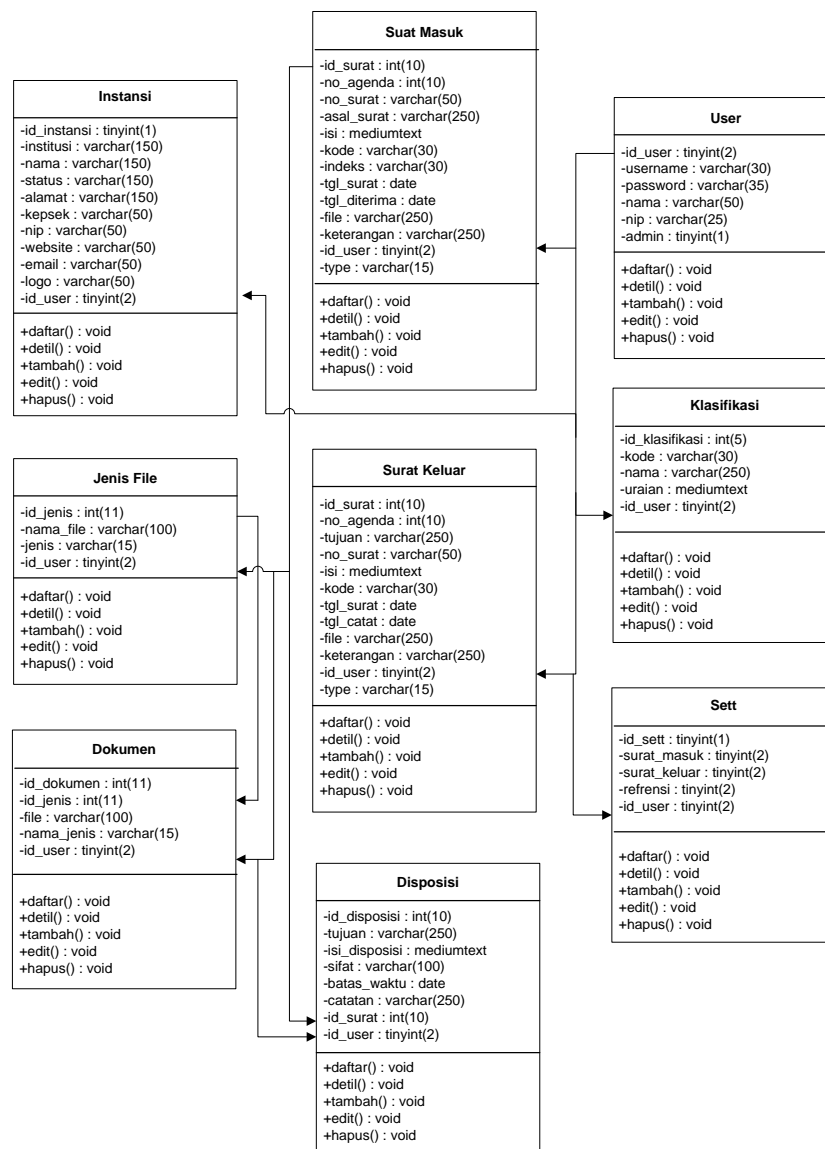 Suat Masuk
-id_surat : int(10)
-no_agenda : int(10)
-no_surat : varchar(50)
-asal_surat : varchar(250)
-isi : mediumtext
-kode : varchar(30)
-indeks : varchar(30)
-tgl_surat : date
-tgl_diterima : date
-file : varchar(250)
-keterangan : varchar(250)
-id_user : tinyint(2)
-type : varchar(15)
+daftar() : void
+detil() : void
+tambah() : void
+edit() : void
+hapus() : void
Instansi
-id_instansi : tinyint(1)
-institusi : varchar(150)
-nama : varchar(150)
-status : varchar(150)
-alamat : varchar(150)
-kepsek : varchar(50)
-nip : varchar(50)
-website : varchar(50)
-email : varchar(50)
-logo : varchar(50)
-id_user : tinyint(2)
+daftar() : void
+detil() : void
+tambah() : void
+edit() : void
+hapus() : void
User
-id_user : tinyint(2)
-username : varchar(30)
-password : varchar(35)
-nama : varchar(50)
-nip : varchar(25)
-admin : tinyint(1)
+daftar() : void
+detil() : void
+tambah() : void
+edit() : void
+hapus() : void
Klasifikasi
-id_klasifikasi : int(5)
-kode : varchar(30)
-nama : varchar(250)
-uraian : mediumtext
-id_user : tinyint(2)
+daftar() : void
+detil() : void
+tambah() : void
+edit() : void
+hapus() : void
Jenis File
-id_jenis : int(11)
-nama_file : varchar(100)
-jenis : varchar(15)
-id_user : tinyint(2)
+daftar() : void
+detil() : void
+tambah() : void
+edit() : void
+hapus() : void
Surat Keluar
-id_surat : int(10)
-no_agenda : int(10)
-tujuan : varchar(250)
-no_surat : varchar(50)
-isi : mediumtext
-kode : varchar(30)
-tgl_surat : date
-tgl_catat : date
-file : varchar(250)
-keterangan : varchar(250)
-id_user : tinyint(2)
-type : varchar(15)
+daftar() : void
+detil() : void
+tambah() : void
+edit() : void
+hapus() : void
Sett
-id_sett : tinyint(1)
-surat_masuk : tinyint(2)
-surat_keluar : tinyint(2)
-refrensi : tinyint(2)
-id_user : tinyint(2)
+daftar() : void
+detil() : void
+tambah() : void
+edit() : void
+hapus() : void
Dokumen
-id_dokumen : int(11)
-id_jenis : int(11)
-file : varchar(100)
-nama_jenis : varchar(15)
-id_user : tinyint(2)
+daftar() : void
+detil() : void
+tambah() : void
+edit() : void
+hapus() : void
Disposisi
-id_disposisi : int(10)
-tujuan : varchar(250)
-isi_disposisi : mediumtext
-sifat : varchar(100)
-batas_waktu : date
-catatan : varchar(250)
-id_surat : int(10)
-id_user : tinyint(2)
+daftar() : void
+detil() : void
+tambah() : void
+edit() : void
+hapus() : void